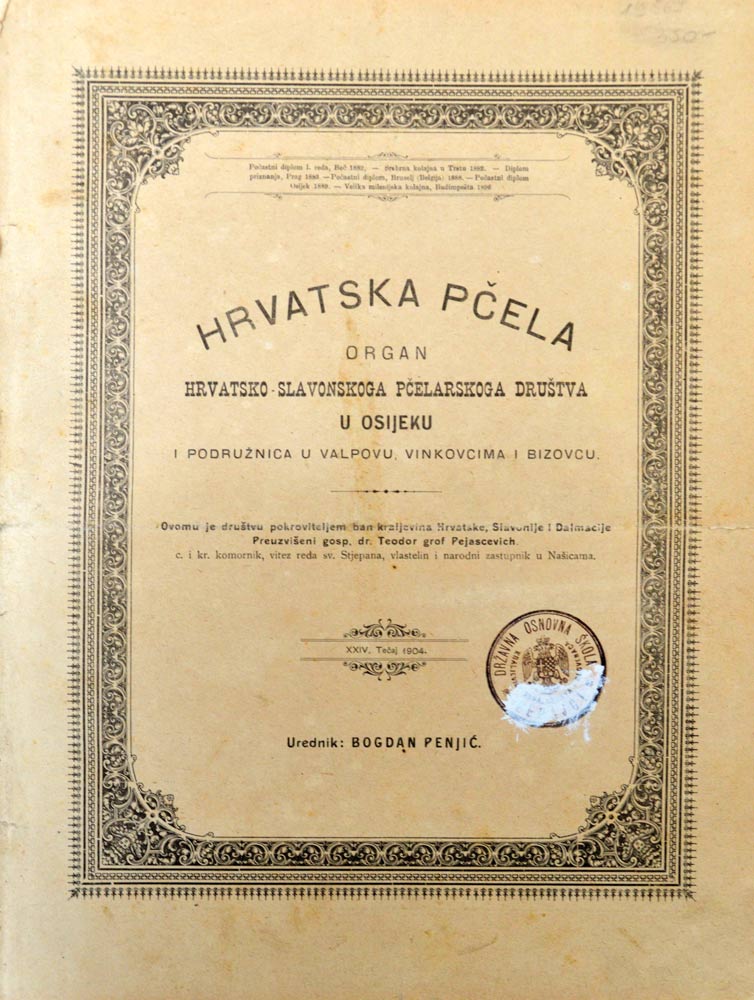 350-
Počastni diplom I. reda, Beč 1882. — Srebrna kolajna u Trstu 1882. — Diplom
priznanja, Prag 1883. — Počastni diplom, Bruselj (Belgija) 1888. — Počastni diplom
Osijek 1889. — Velika milenijska kolajna, Budimpešta 1896
HRVATSKA PČELA
ORGAN
HRVATSKO-SLAVONSKOGA PČELARSKOGA DRUŠTVA
U OSIJEKU
I PODRUŽNICA U VALPOVU, VINKOVCIMA I BIZOVCU.
Ovomu je društvu pokroviteljem ban kraljevina Hrvatske, Slavonije i Dalmacije
Preuzvišeni gosp. dr. Teodor grof Pejascevich.
c. i kr. komornik, vitez reda sv. Stjepana, vlastelin i narodni zastupnik u Našicama.
XXIV. Tečaj 1904.
DRŽAVNA OSNOVNA ŠKOLA
Urednik: BOGDAN PENJIĆ.